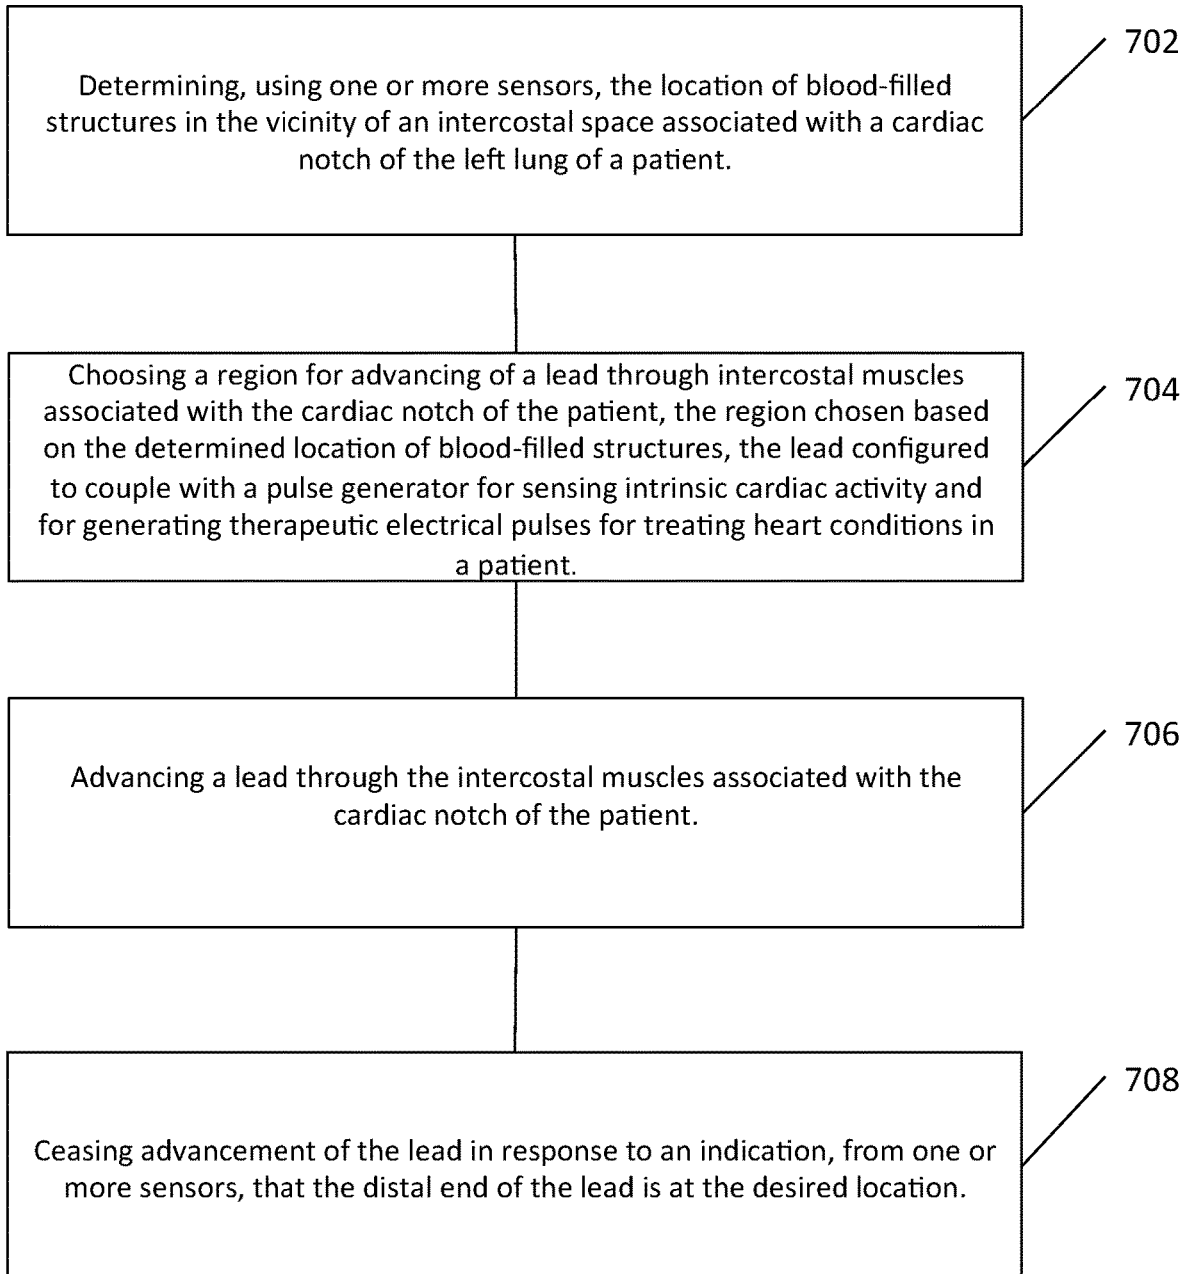 Determining, using one or more sensors, the location of blood-filled
structures in the vicinity of an intercostal space associated with a cardiac
notch of the left lung of a patient.
702
Choosing a region for advancing of a lead through intercostal muscles
associated with the cardiac notch of the patient, the region chosen based
on the determined location of blood-filled structures, the lead configured
to couple with a pulse generator for sensing intrinsic cardiac activity and
for generating therapeutic electrical pulses for treating heart conditions in
a patient.
704
Advancing a lead through the intercostal muscles associated with the
cardiac notch of the patient.
706
Ceasing advancement of the lead in response to an indication, from one or
more sensors, that the distal end of the lead is at the desired location.
708